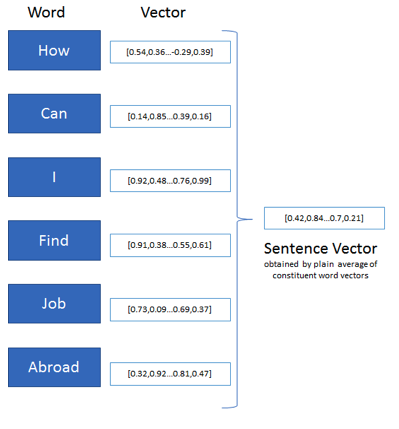 Word Vector
How [0.54,0.36...-0.29,0.39]
Can [0.14,0.85...0.39,0.16]
I [0.92,0.48...0.76,0.99]
Find [0.91,0.38...0.55,0.61]
Job [0.73,0.09...0.69,0.37]
Abroad [0.32,0.92...0.81,0.47]
[0.42,0.84...0.7,0.21]
Sentence Vector
obtained by plain average of
constituent word vectors